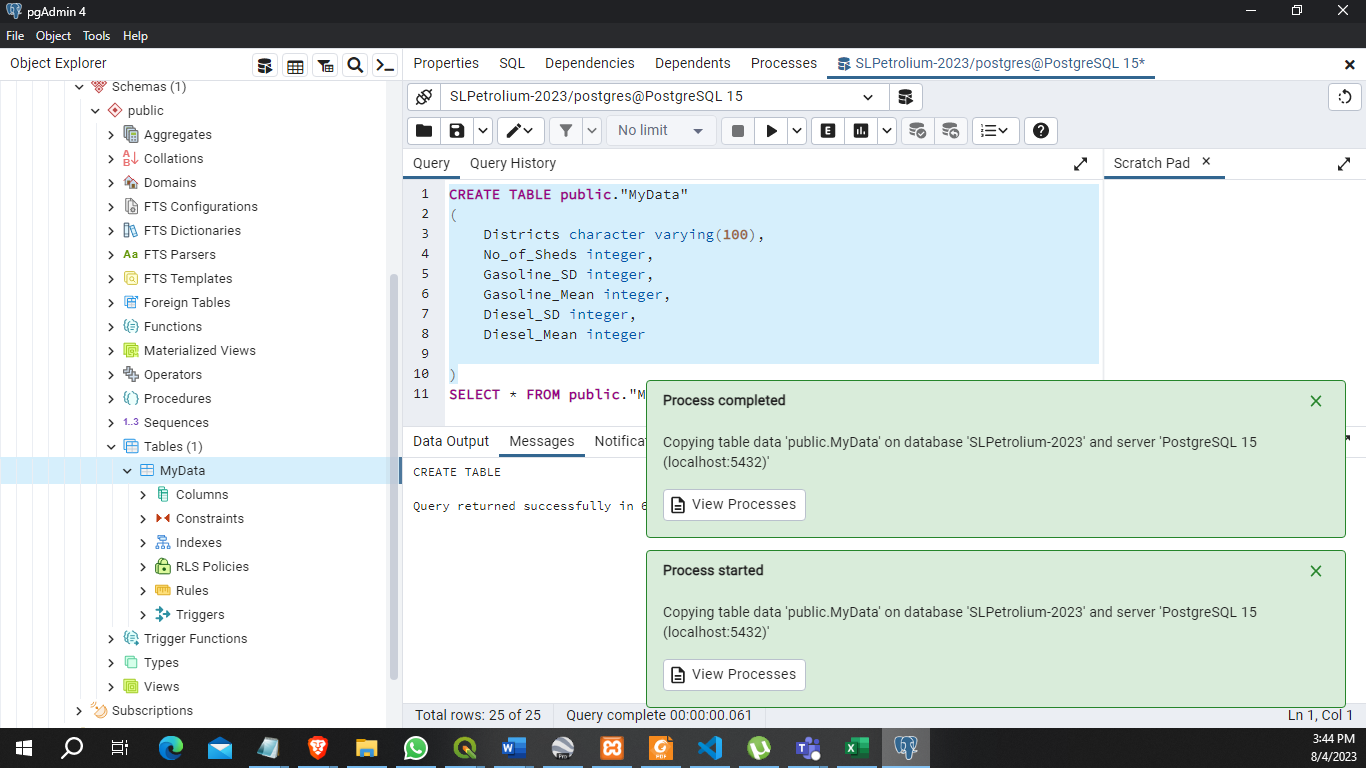 pgAdmin 4
File Object Tools Help
Object Explorer
Properties SQL Dependencies Dependents Processes SLPetrolium-2023/postgres@PostgreSQL 15*
Schemas (1)
public
Aggregates
Collations
Domains
FTS Configurations
FTS Dictionaries
Aa FTS Parsers
FTS Templates
Foreign Tables
Functions
Materialized Views
Operators
Procedures
1..3 Sequences
Tables (1)
MyData
Columns
Constraints
Indexes
RLS Policies
Rules
Triggers
Trigger Functions
Types
Views
Subscriptions
SLPetrolium-2023/postgres@PostgreSQL 15
No limit
E
Query Query History
Scratch Pad
1 CREATE TABLE public."MyData"
2 (
3 Districts character varying(100),
4 No_of_Sheds integer,
5 Gasoline_SD integer,
6 Gasoline_Mean integer,
7 Diesel_SD integer,
8 Diesel_Mean integer
9
10 )
11 SELECT * FROM public."M
Data Output Messages Notificat
CREATE TABLE
Query returned successfully in 6
Process completed
Copying table data 'public.MyData' on database 'SLPetrolium-2023' and server 'PostgreSQL 15
(localhost:5432)'
View Processes
Process started
Copying table data 'public.MyData' on database 'SLPetrolium-2023' and server 'PostgreSQL 15
(localhost:5432)'
View Processes
Total rows: 25 of 25 Query complete 00:00:00.061 Ln 1, Col 1
3:44 PM
8/4/2023